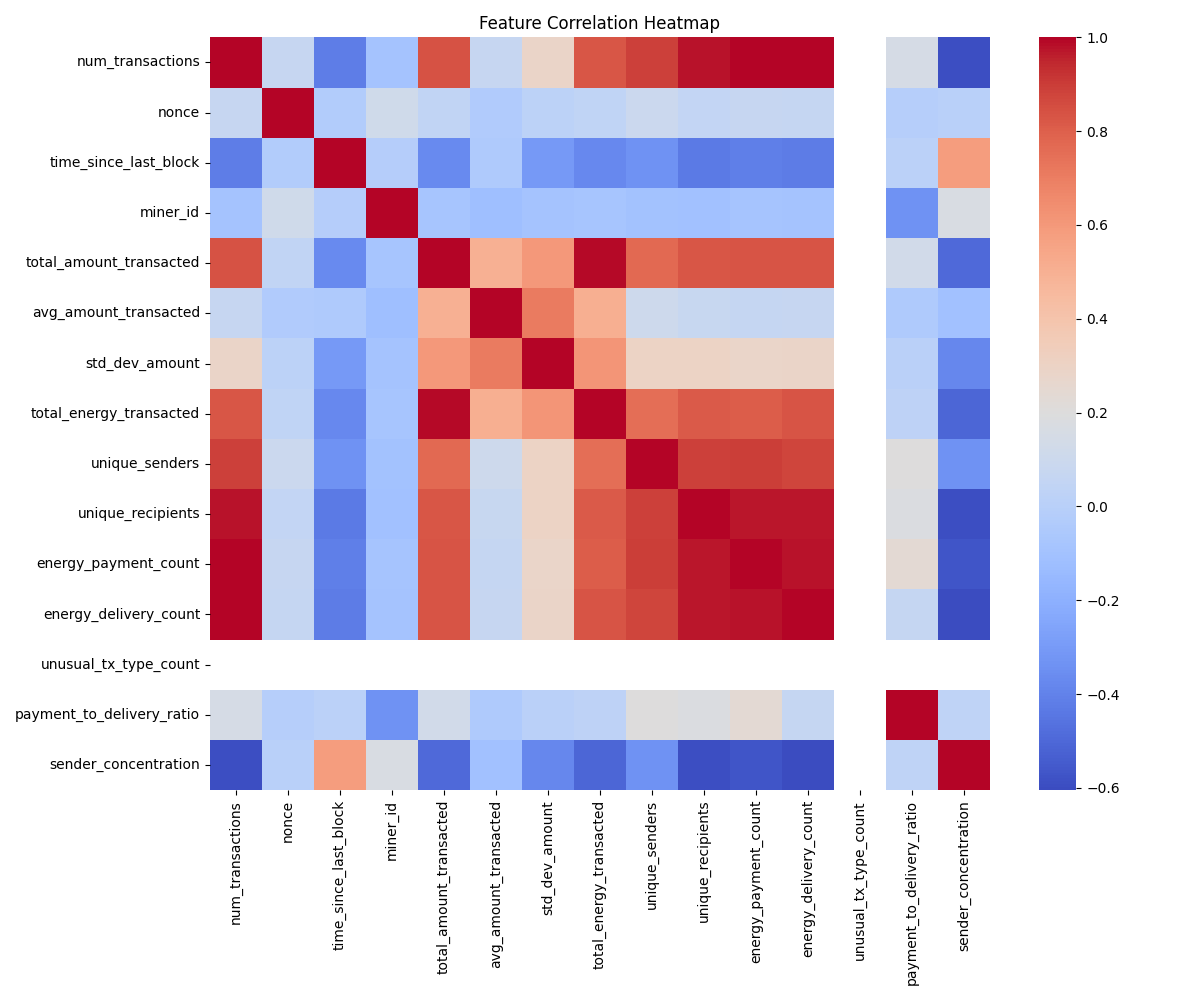 Feature Correlation Heatmap
num_transactions
nonce
time_since_last_block
miner_id
total_amount_transacted
avg_amount_transacted
std_dev_amount
total_energy_transacted
unique_senders
unique_recipients
energy_payment_count
energy_delivery_count
unusual_tx_type_count
payment_to_delivery_ratio
sender_concentration
num_transactions
nonce
time_since_last_block
miner_id
total_amount_transacted
avg_amount_transacted
std_dev_amount
total_energy_transacted
unique_senders
unique_recipients
energy_payment_count
energy_delivery_count
unusual_tx_type_count
payment_to_delivery_ratio
sender_concentration
1.0
0.8
0.6
0.4
0.2
0.0
−0.2
−0.4
−0.6